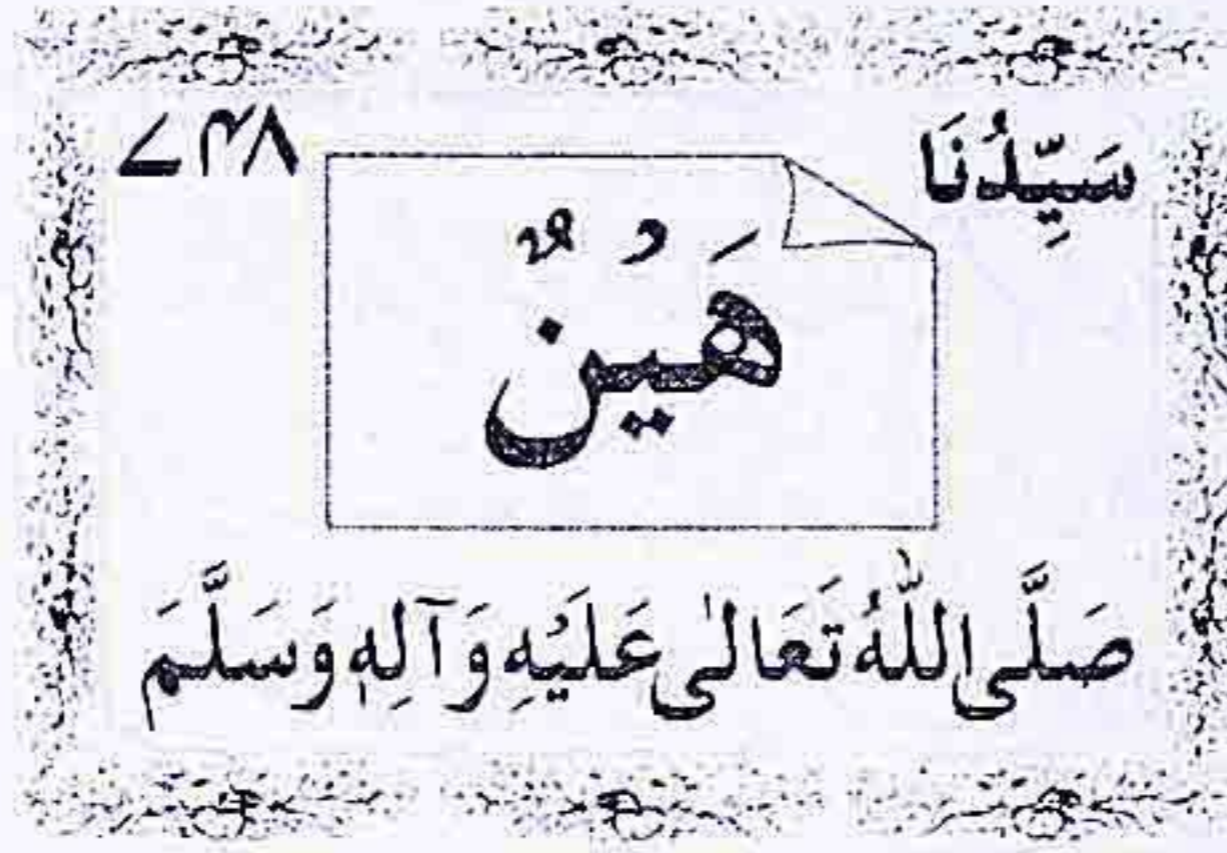 سَيِّدُنَا
۷۴۸
هَيْنٌ
صَلَّى اللّٰهُ تَعَالٰى عَلَيْهِ وَآلِهٖ وَسَلَّمَ